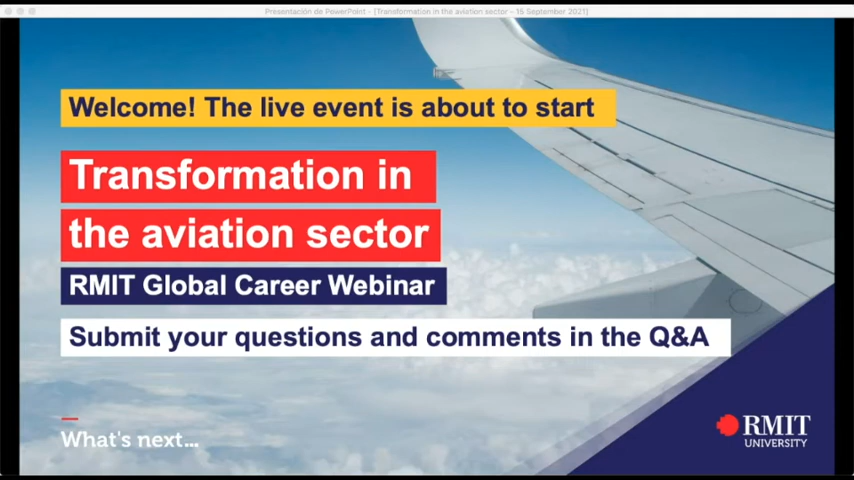 Presentación de PowerPoint - [Transformation in the aviation sector - 15 September 2021]
Welcome! The live event is about to start
Transformation in
the aviation sector
RMIT Global Career Webinar
Submit your questions and comments in the Q&A
What's next...
RMIT
UNIVERSITY